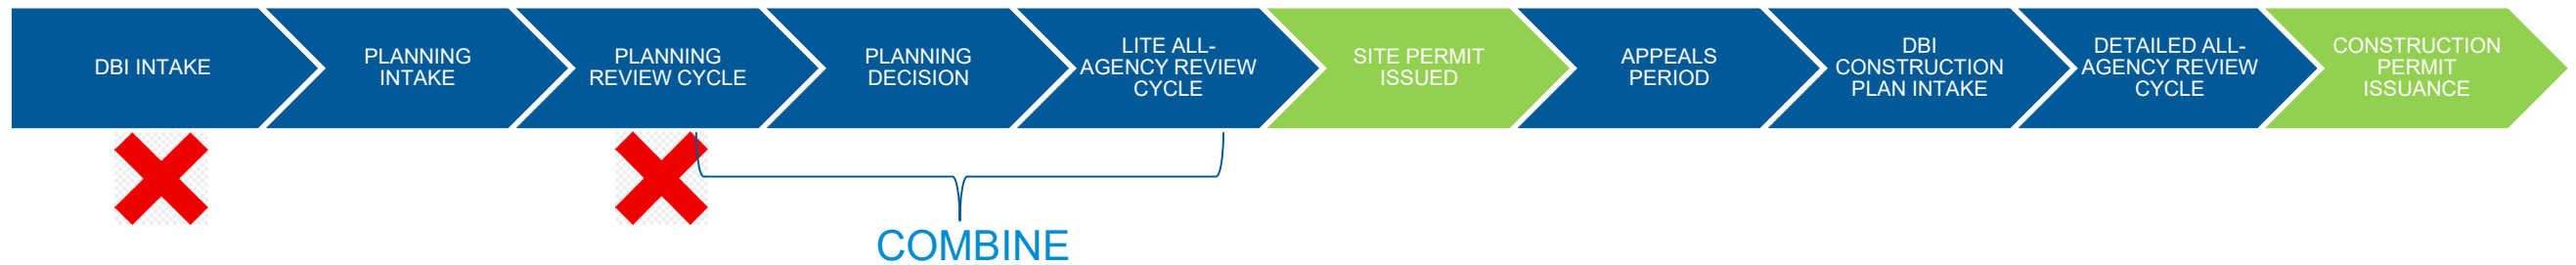 DBI INTAKE
PLANNING
INTAKE
PLANNING
REVIEW CYCLE
PLANNING
DECISION
LITE ALL-
AGENCY REVIEW
CYCLE
SITE PERMIT
ISSUED
APPEALS
PERIOD
DBI
CONSTRUCTION
PLAN INTAKE
DETAILED ALL-
AGENCY REVIEW
CYCLE
CONSTRUCTION
PERMIT
ISSUANCE
COMBINE